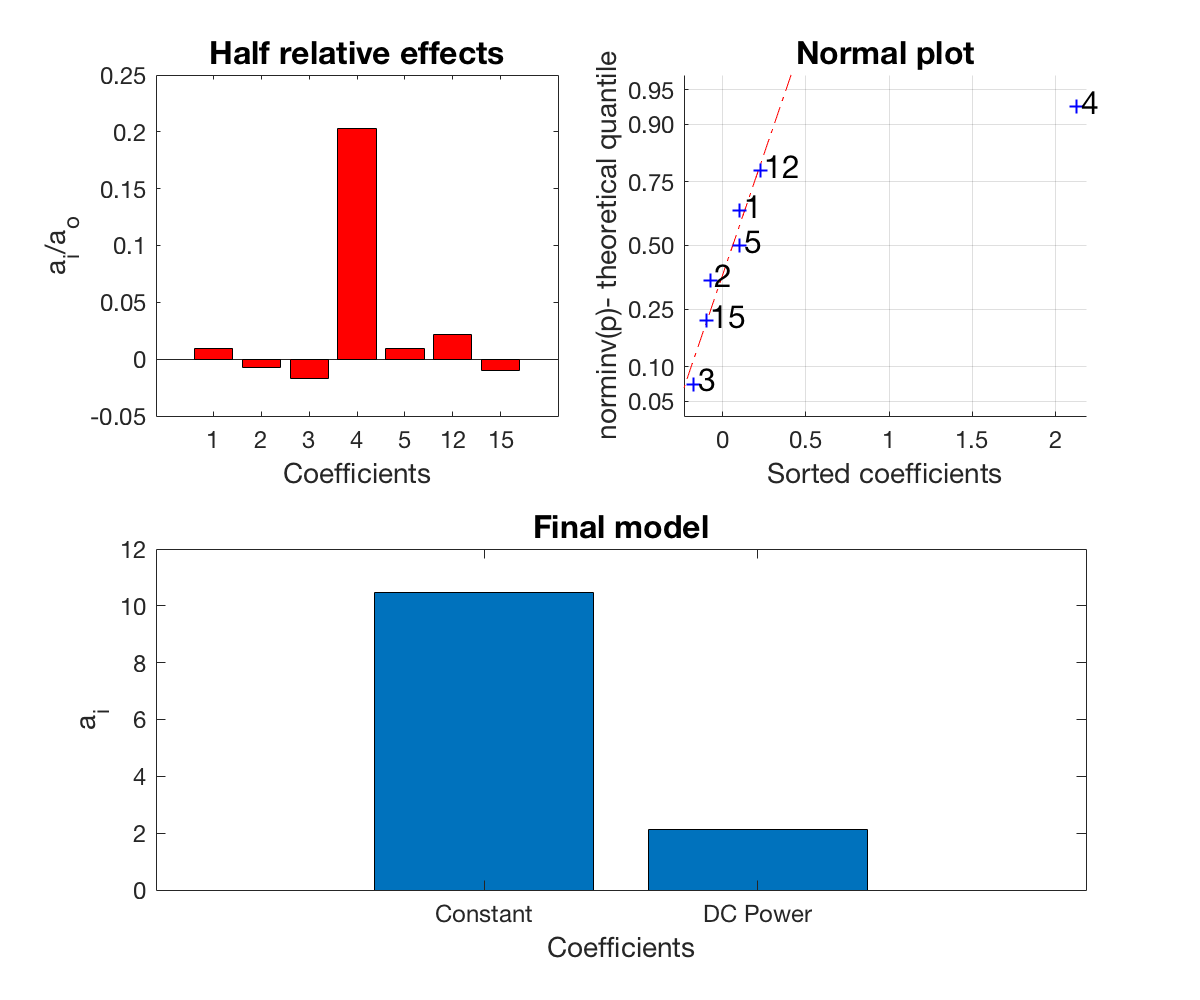 Half relative effects
0.25
0.2
0.15
0.1
0.05
0
-0.05
a_i/a_o
1 2 3 4 5 12 15
Coefficients
Normal plot
0.95
0.90
0.75
0.50
0.25
0.10
0.05
norminv(p)- theoretical quantile
4
12
1
5
2
15
3
0 0.5 1 1.5 2
Sorted coefficients
Final model
12
10
8
6
4
2
0
a_i
Constant DC Power
Coefficients